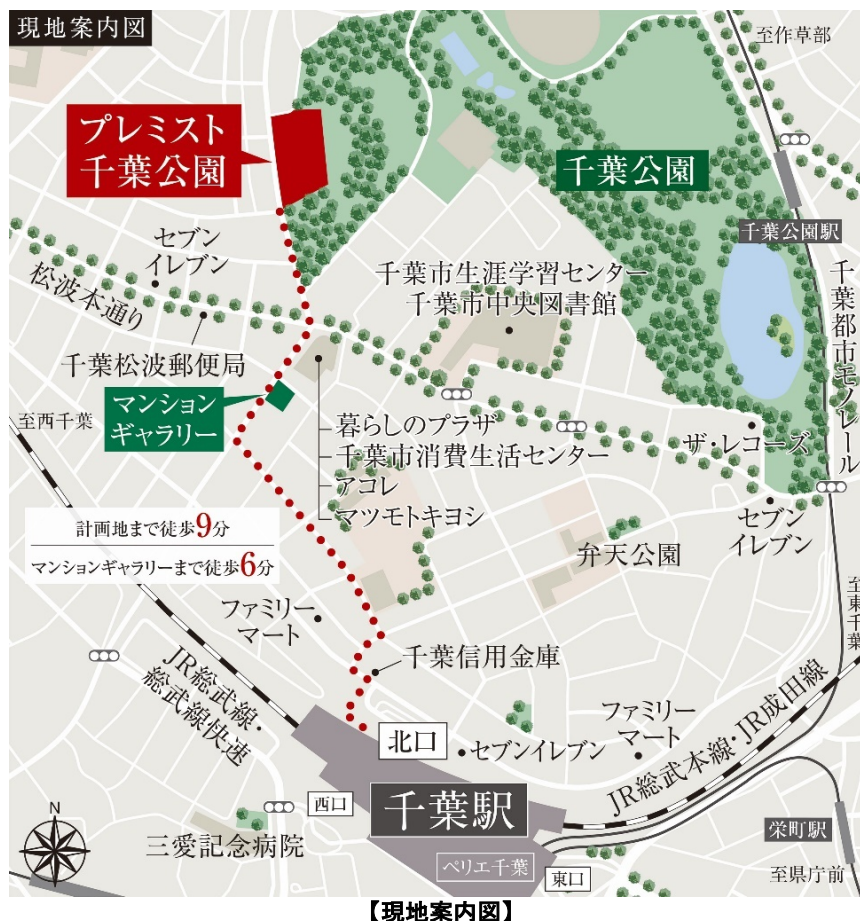 現地案内図
至作草部
プレミスト
千葉公園
千葉公園
千葉公園駅
セブン
イレブン
松波本通り
千葉市生涯学習センター
千葉市中央図書館
千葉都市モノレール
千葉松波郵便局
至西千葉
マンション
ギャラリー
暮らしのプラザ
千葉市消費生活センター
アコレ
マツモトキヨシ
ザ・レコーズ
セブン
イレブン
計画地まで徒歩9分
マンションギャラリーまで徒歩6分
弁天公園
至東千葉
ファミリー
マート
千葉信用金庫
JR総武線・
総武線快速
北口
セブンイレブン
ファミリー
マート
JR総武本線・JR成田線
千葉駅
西口
N
三愛記念病院
栄町駅
ペリエ千葉
東口
至県庁前
【現地案内図】